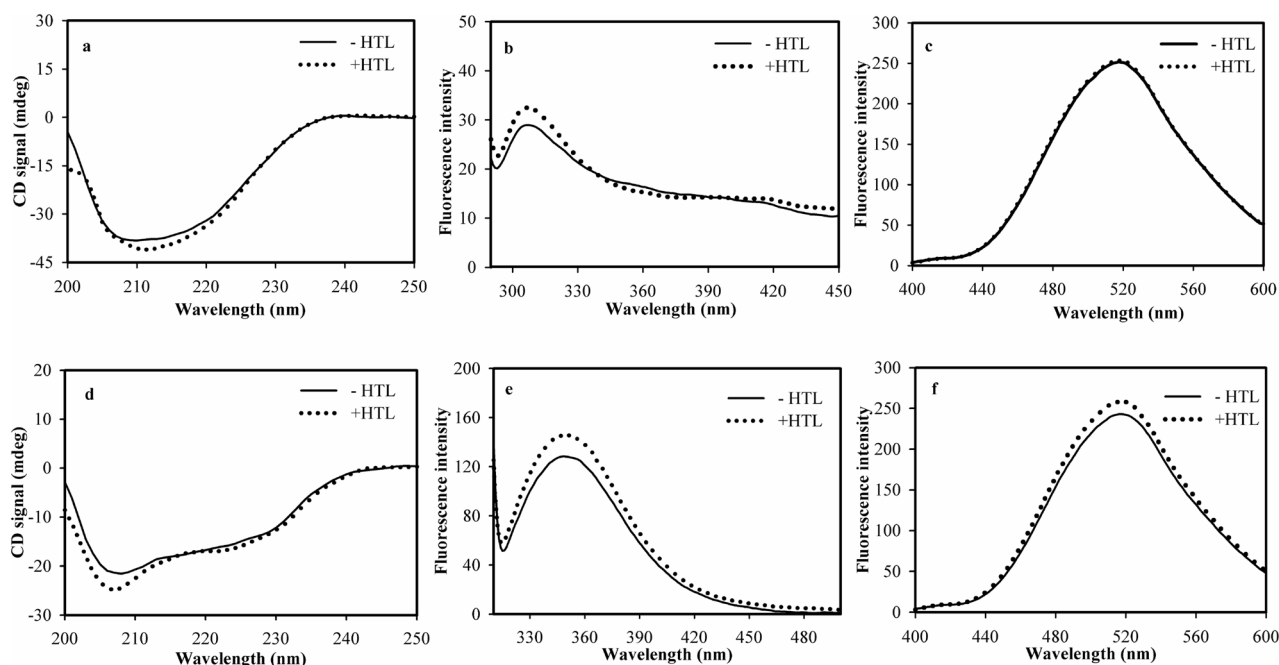 a
- HTL
+HTL
CD signal (mdeg)
30
15
0
-15
-30
-45
200 210 220 230 240 250
Wavelength (nm)
b
- HTL
+HTL
Fluorescence intensity
50
40
30
20
10
0
300 330 360 390 420 450
Wavelength (nm)
c
- HTL
+HTL
Fluorescence intensity
300
250
200
150
100
50
0
400 440 480 520 560 600
Wavelength (nm)
d
- HTL
+HTL
CD signal (mdeg)
20
10
0
-10
-20
-30
200 210 220 230 240 250
Wavelength (nm)
e
- HTL
+HTL
Fluorescence intensity
200
160
120
80
40
0
330 360 390 420 450 480
Wavelength (nm)
f
- HTL
+HTL
Fluorescence intensity
300
250
200
150
100
50
0
400 440 480 520 560 600
Wavelength (nm)